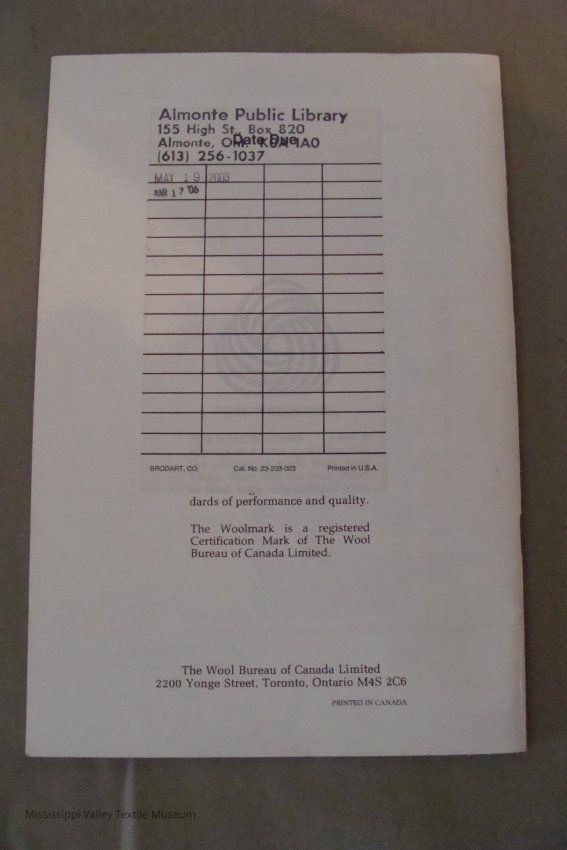 Almonte Public Library
155 High St., Box 820
Almonte, Ont. K0A 1A0
Date Due
(613) 256-1037
MAY 19 2003
MAR 17 '06
BRODART, CO. Cat. No. 23-233-003 Printed in U.S.A.
dards of performance and quality.
The Woolmark is a registered
Certification Mark of The Wool
Bureau of Canada Limited.
The Wool Bureau of Canada Limited
2200 Yonge Street, Toronto, Ontario M4S 2C6
PRINTED IN CANADA
Mississippi Valley Textile Museum